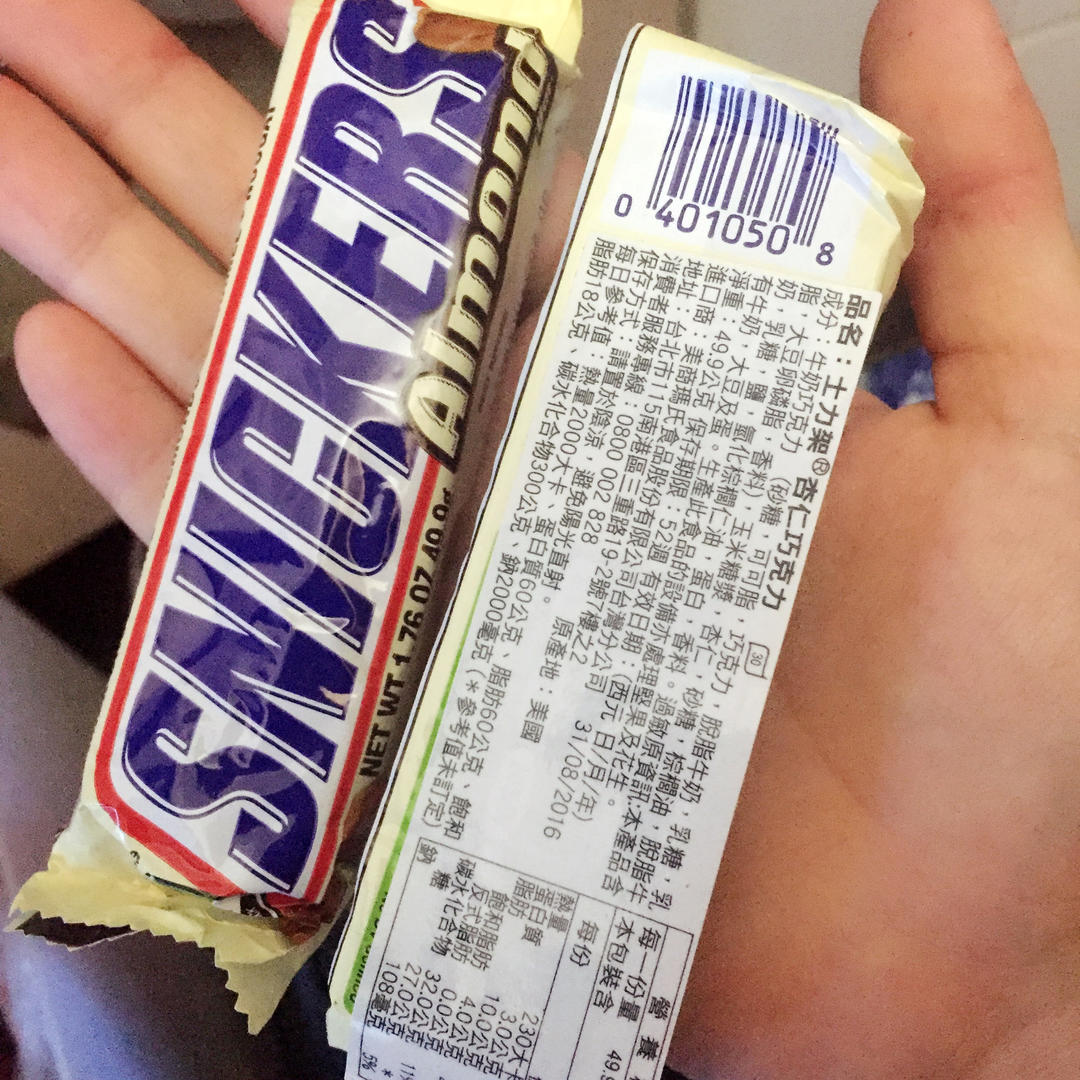 SNICKERS
Almond
NET WT 1.76 OZ 49.9g
0 401050 8
品名：士力架® 杏仁巧克力
30
成分：牛奶巧克力（砂糖，可可脂，巧克力，脫脂牛奶，乳糖，乳
脂，大豆卵磷脂，香料），玉米糖漿，杏仁，砂糖，棕櫚油，脫脂牛
奶，乳糖，鹽，氫化棕櫚仁油，蛋白，香料。過敏原資訊:本產品含
有牛奶，大豆及蛋。生產此食品的設備亦處理堅果及花生。
淨重：49.9公克 保存期限：52週 有效日期：(西元 日/月/年)
31/08/2016
進口商：美商瑪氏食品股份有限公司台灣分公司
地址：台北市115南港區三重路19-2號7樓之2
消費者服務專線：0800 002 828 原產地：美國
保存方式：請置於陰涼，避免陽光直射。
每日參考值：熱量2000大卡、蛋白質60公克、脂肪60公克、飽和
脂肪18公克、碳水化合物300公克、鈉2000毫克 (＊參考值未訂定)
營養
每一份量 49.9
本包裝含
每份
熱量 230大卡
蛋白質 3.0公克
脂肪 10.0公克
飽和脂肪 4.0公克
反式脂肪 0.0公克
碳水化合物 32.0公克 11%
糖 27.0公克 *
鈉 108毫克 5%